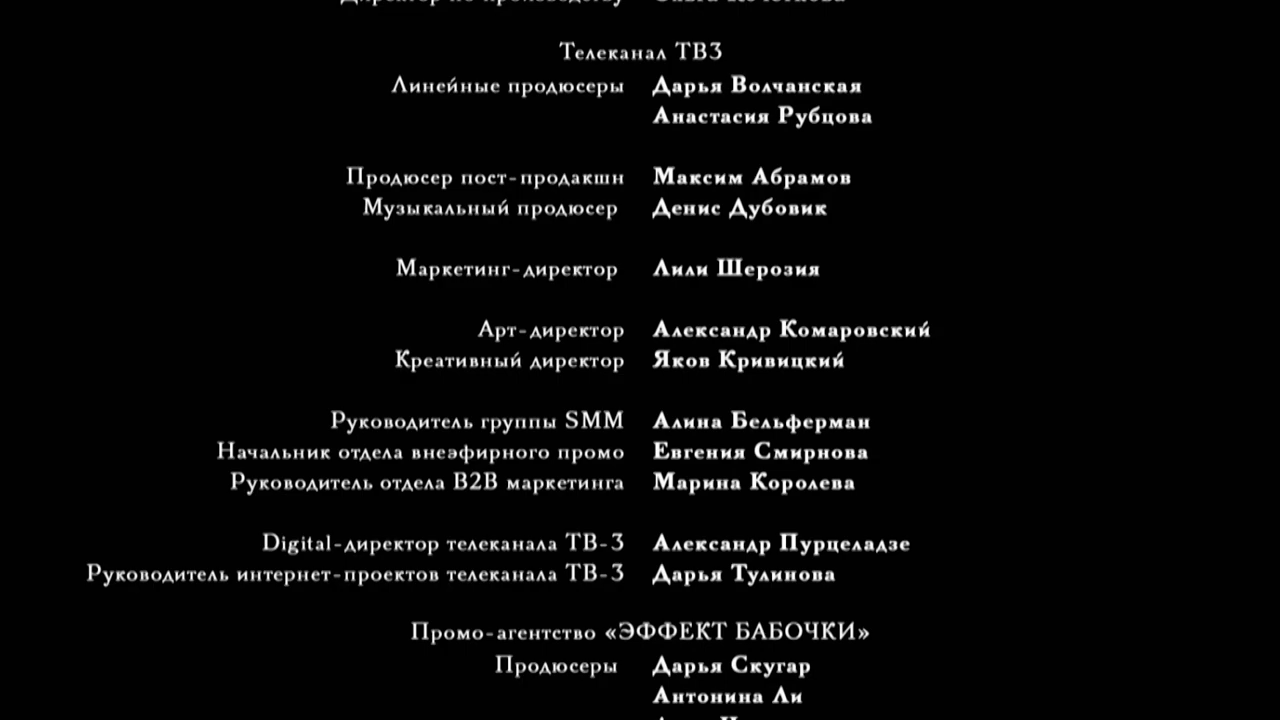 Телеканал ТВ3
Линейные продюсеры Дарья Волчанская
Анастасия Рубцова
Продюсер пост-продакшн Максим Абрамов
Музыкальный продюсер Денис Дубовик
Маркетинг-директор Лили Шерозия
Арт-директор Александр Комаровский
Креативный директор Яков Кривицкий
Руководитель группы SMM Алина Бельферман
Начальник отдела внеэфирного промо Евгения Смирнова
Руководитель отдела B2B маркетинга Марина Королева
Digital-директор телеканала ТВ-3 Александр Пурцеладзе
Руководитель интернет-проектов телеканала ТВ-3 Дарья Тулинова
Промо-агентство «ЭФФЕКТ БАБОЧКИ»
Продюсеры Дарья Скугар
Антонина Ли